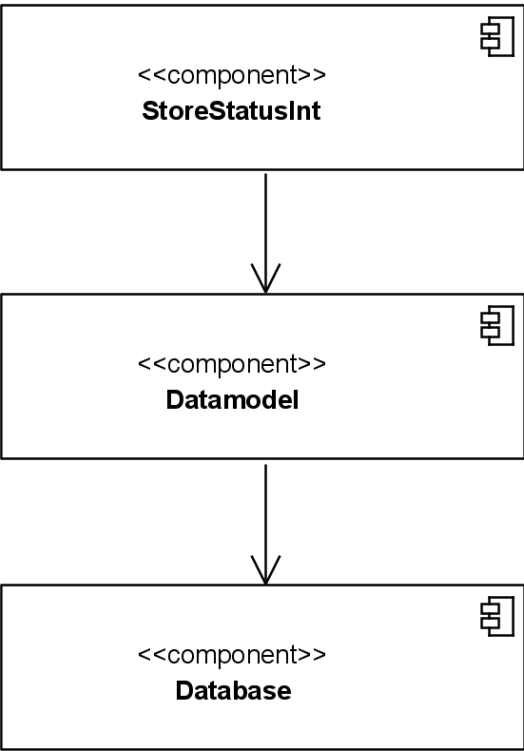 <<component>>
StoreStatusInt
<<component>>
Datamodel
<<component>>
Database